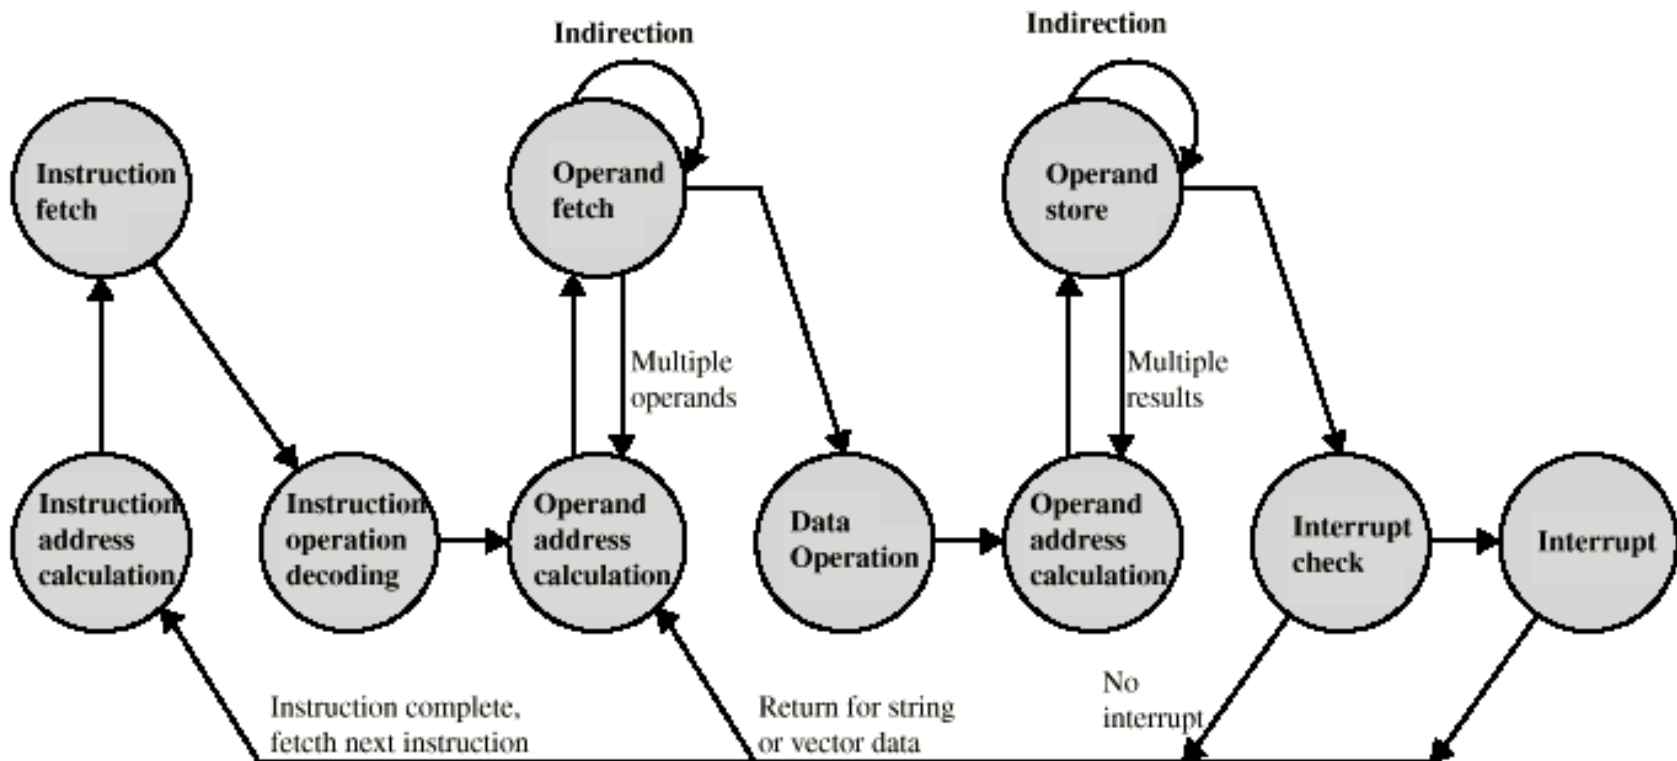 Indirection
Indirection
Instruction
fetch
Operand
fetch
Operand
store
Multiple
operands
Multiple
results
Instruction
address
calculation
Instruction
operation
decoding
Operand
address
calculation
Data
Operation
Operand
address
calculation
Interrupt
check
Interrupt
Instruction complete,
fetcth next instruction
Return for string
or vector data
No
interrupt